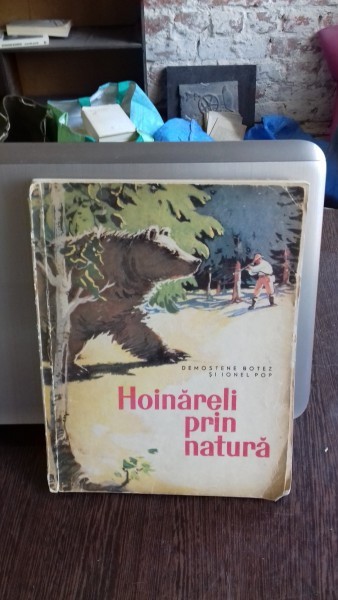 DEMOSTENE BOTEZ
ȘI IONEL POP
Hoinăreli
prin
natură